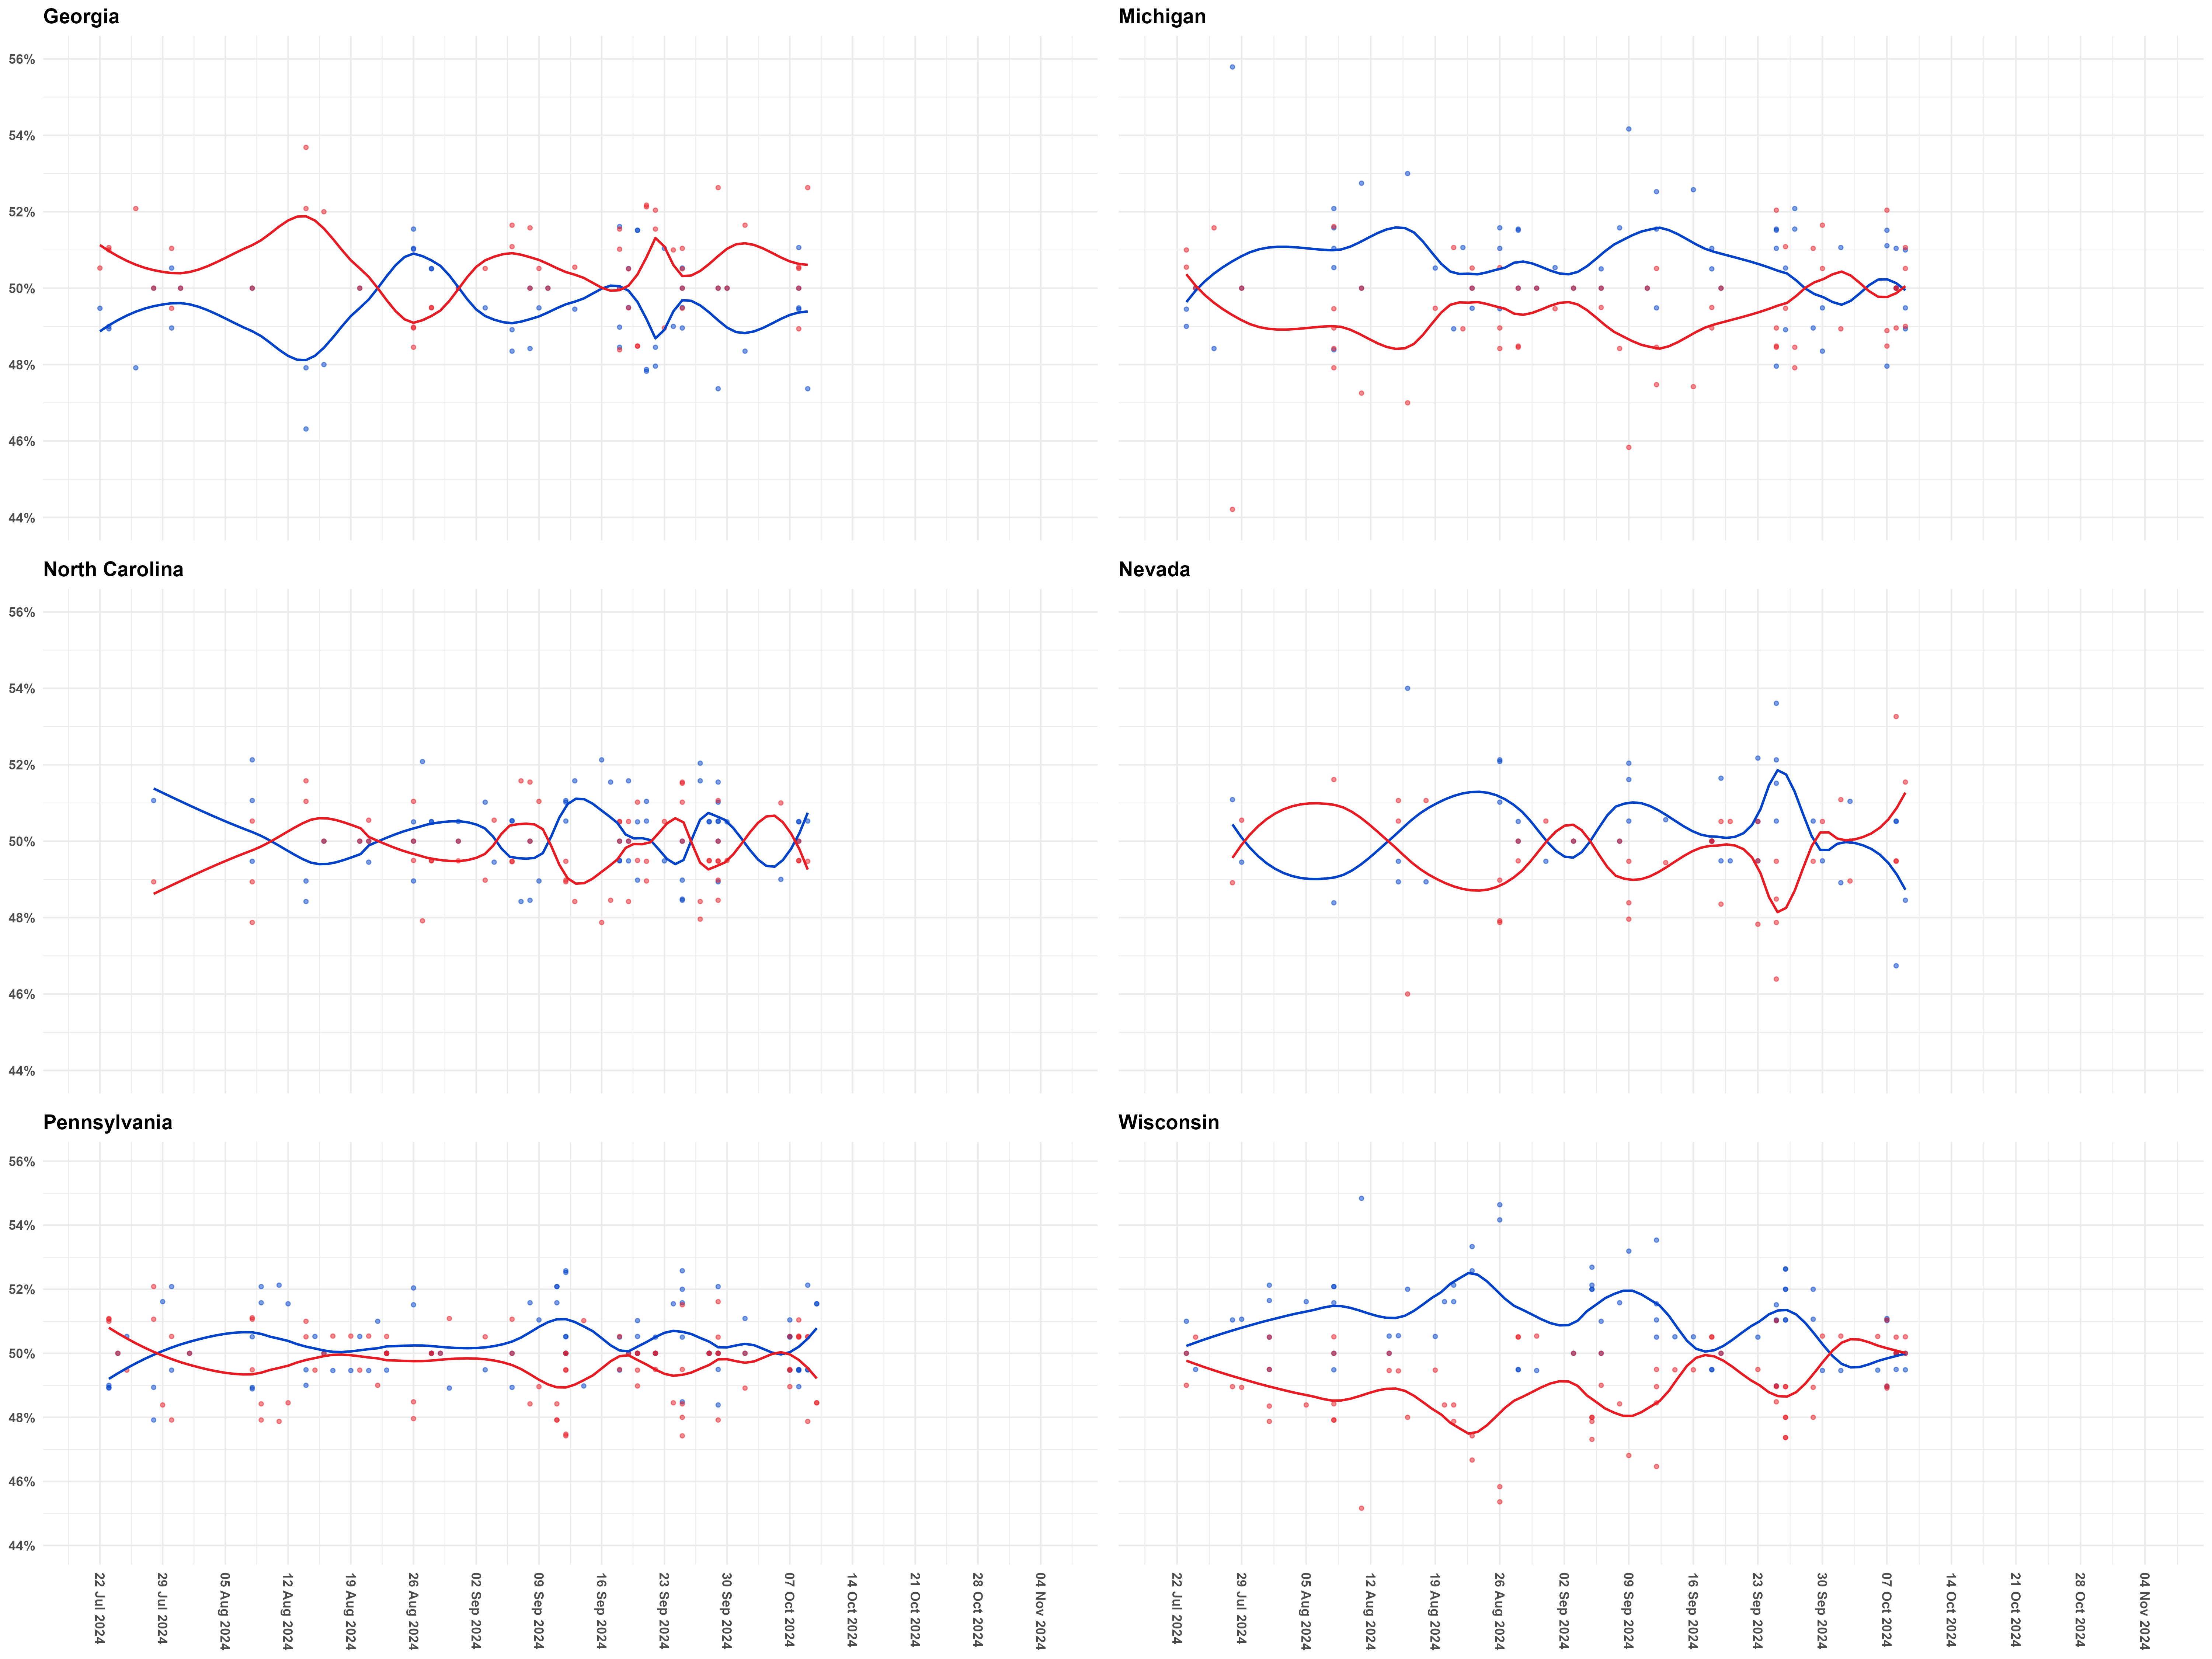 Georgia
Michigan
56%
54%
52%
50%
48%
46%
44%
North Carolina
Nevada
56%
54%
52%
50%
48%
46%
44%
Pennsylvania
Wisconsin
56%
54%
52%
50%
48%
46%
44%
22 Jul 2024
29 Jul 2024
05 Aug 2024
12 Aug 2024
19 Aug 2024
26 Aug 2024
02 Sep 2024
09 Sep 2024
16 Sep 2024
23 Sep 2024
30 Sep 2024
07 Oct 2024
14 Oct 2024
21 Oct 2024
28 Oct 2024
04 Nov 2024
22 Jul 2024
29 Jul 2024
05 Aug 2024
12 Aug 2024
19 Aug 2024
26 Aug 2024
02 Sep 2024
09 Sep 2024
16 Sep 2024
23 Sep 2024
30 Sep 2024
07 Oct 2024
14 Oct 2024
21 Oct 2024
28 Oct 2024
04 Nov 2024